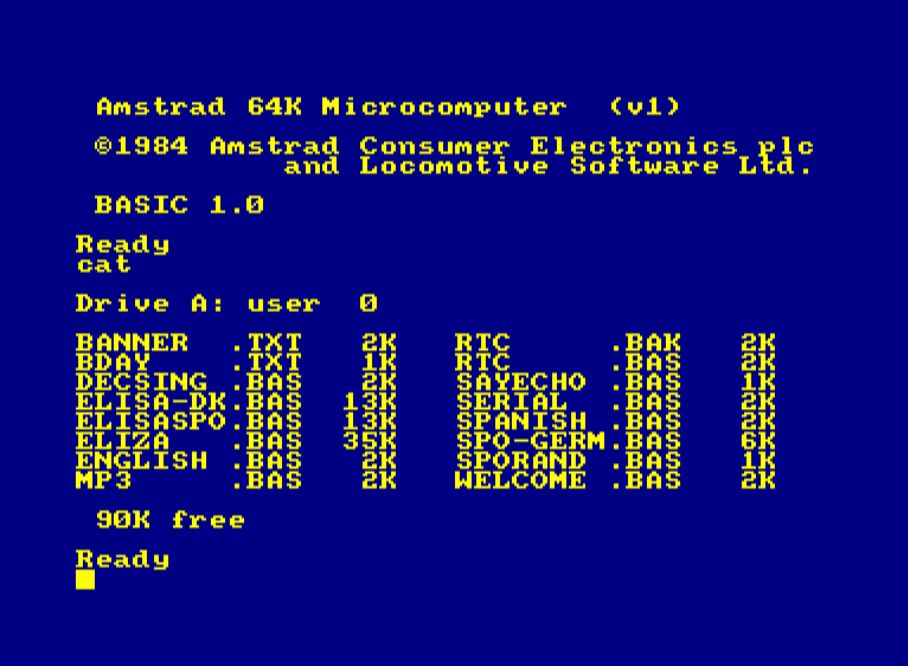 Amstrad 64K Microcomputer  (v1)
©1984 Amstrad Consumer Electronics plc
and Locomotive Software Ltd.
BASIC 1.0
Ready
cat
Drive A: user  0
BANNER  .TXT   2K   RTC     .BAK   2K
BDAY    .TXT   1K   RTC     .BAS   2K
DECSING .BAS   2K   SAYECHO .BAS   1K
ELISA-DK.BAS  13K   SERIAL  .BAS   2K
ELISASPO.BAS  13K   SPANISH .BAS   2K
ELIZA   .BAS  35K   SPO-GERM.BAS   6K
ENGLISH .BAS   2K   SPORAND .BAS   1K
MP3     .BAS   2K   WELCOME .BAS   2K
90K free
Ready